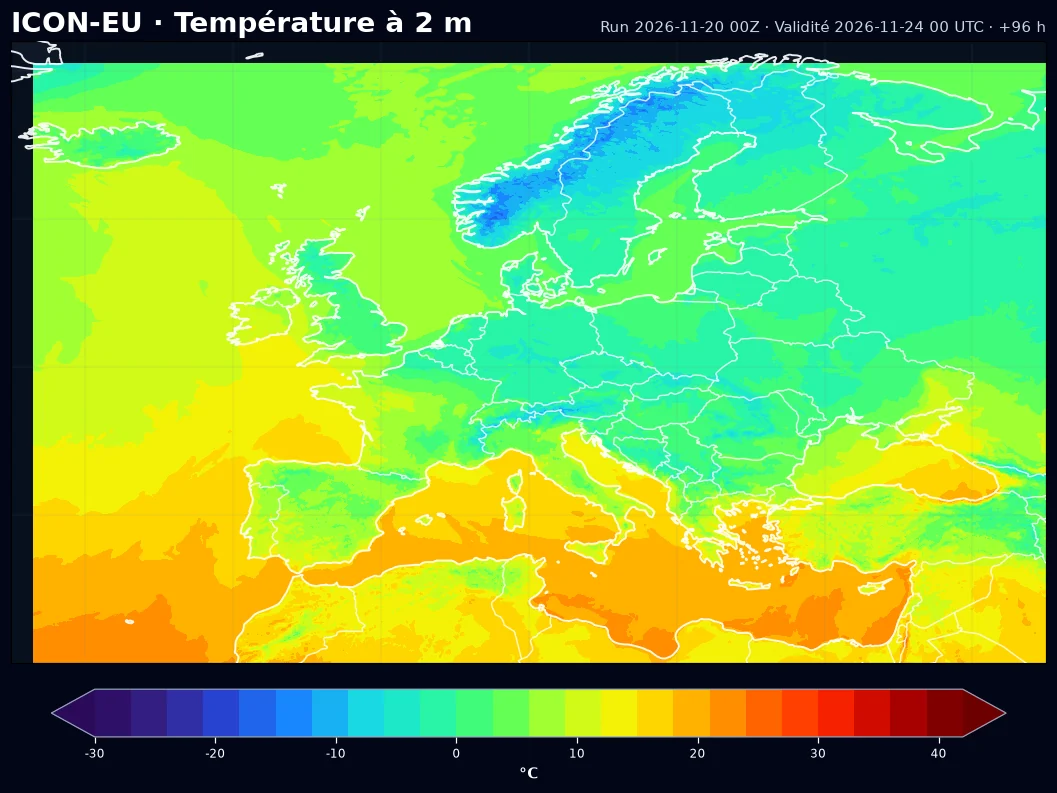 ICON-EU · Température à 2 m
Run 2026-11-20 00Z · Validité 2026-11-24 00 UTC · +96 h
-30 -20 -10 0 10 20 30 40
°C